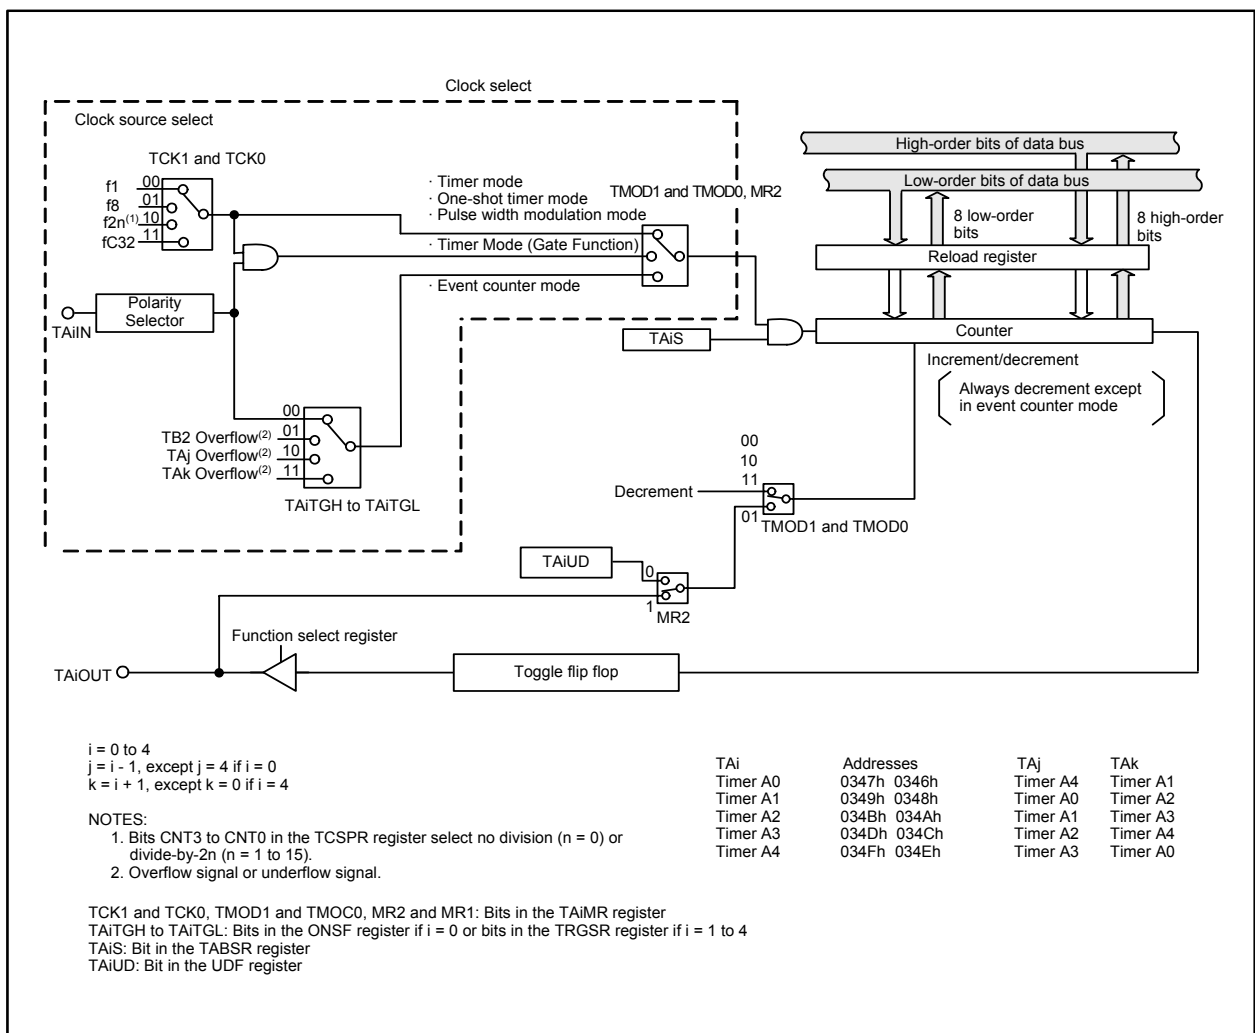 Clock select
Clock source select
TCK1 and TCK0
f1 00
f8 01
f2n(1) 10
fC32 11
· Timer mode
· One-shot timer mode
· Pulse width modulation mode
· Timer Mode (Gate Function)
· Event counter mode
TMOD1 and TMOD0, MR2
High-order bits of data bus
Low-order bits of data bus
8 low-order
bits
8 high-order
bits
Reload register
Polarity
Selector
TAiIN
TAiS
Counter
Increment/decrement
Always decrement except
in event counter mode
00
TB2 Overflow(2) 01
TAj Overflow(2) 10
TAk Overflow(2) 11
TAiTGH to TAiTGL
00
10
11
Decrement
01
TMOD1 and TMOD0
TAiUD
0
1
MR2
Function select register
TAiOUT
Toggle flip flop
i = 0 to 4
j = i - 1, except j = 4 if i = 0
k = i + 1, except k = 0 if i = 4
NOTES:
1. Bits CNT3 to CNT0 in the TCSPR register select no division (n = 0) or
divide-by-2n (n = 1 to 15).
2. Overflow signal or underflow signal.
TAi Addresses TAj TAk
Timer A0 0347h 0346h Timer A4 Timer A1
Timer A1 0349h 0348h Timer A0 Timer A2
Timer A2 034Bh 034Ah Timer A1 Timer A3
Timer A3 034Dh 034Ch Timer A2 Timer A4
Timer A4 034Fh 034Eh Timer A3 Timer A0
TCK1 and TCK0, TMOD1 and TMOC0, MR2 and MR1: Bits in the TAiMR register
TAiTGH to TAiTGL: Bits in the ONSF register if i = 0 or bits in the TRGSR register if i = 1 to 4
TAiS: Bit in the TABSR register
TAiUD: Bit in the UDF register